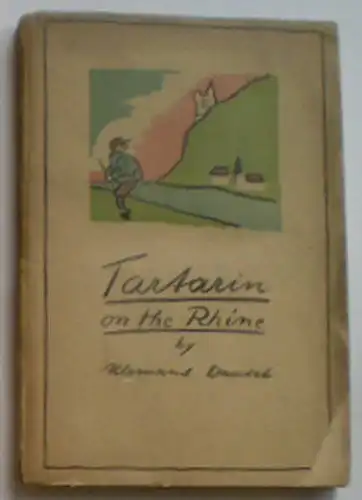 Tartarin
on the Rhine
by